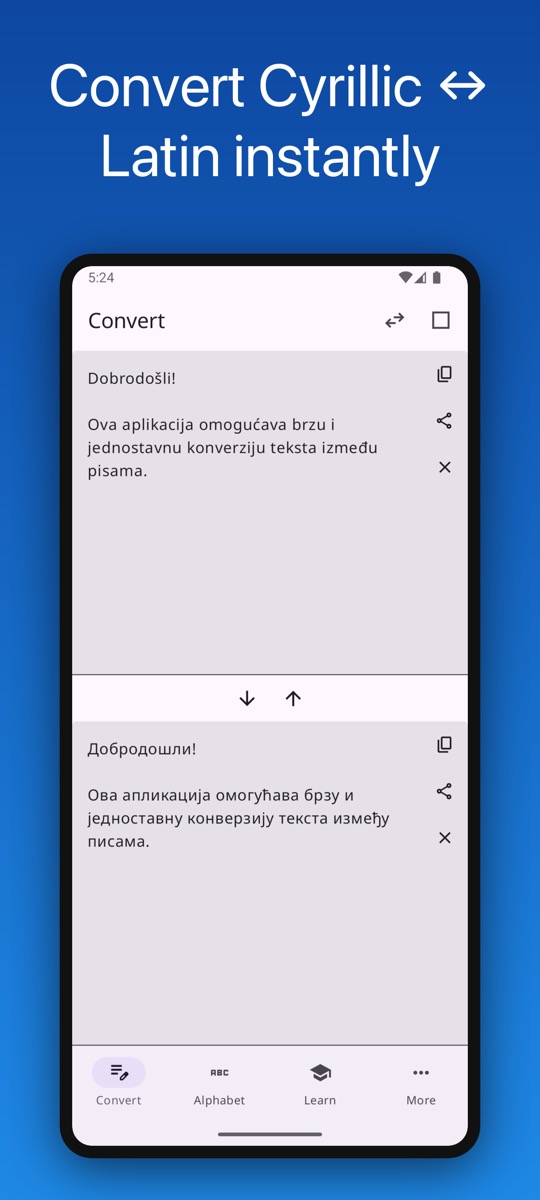 Convert Cyrillic ↔
Latin instantly
5:24
Convert
Dobrodošli!
Ova aplikacija omogućava brzu i
jednostavnu konverziju teksta između
pisama.
Добродошли!
Ова апликација омогућава брзу и
једноставну конверзију текста између
писама.
ABC
Convert
Alphabet
Learn
More